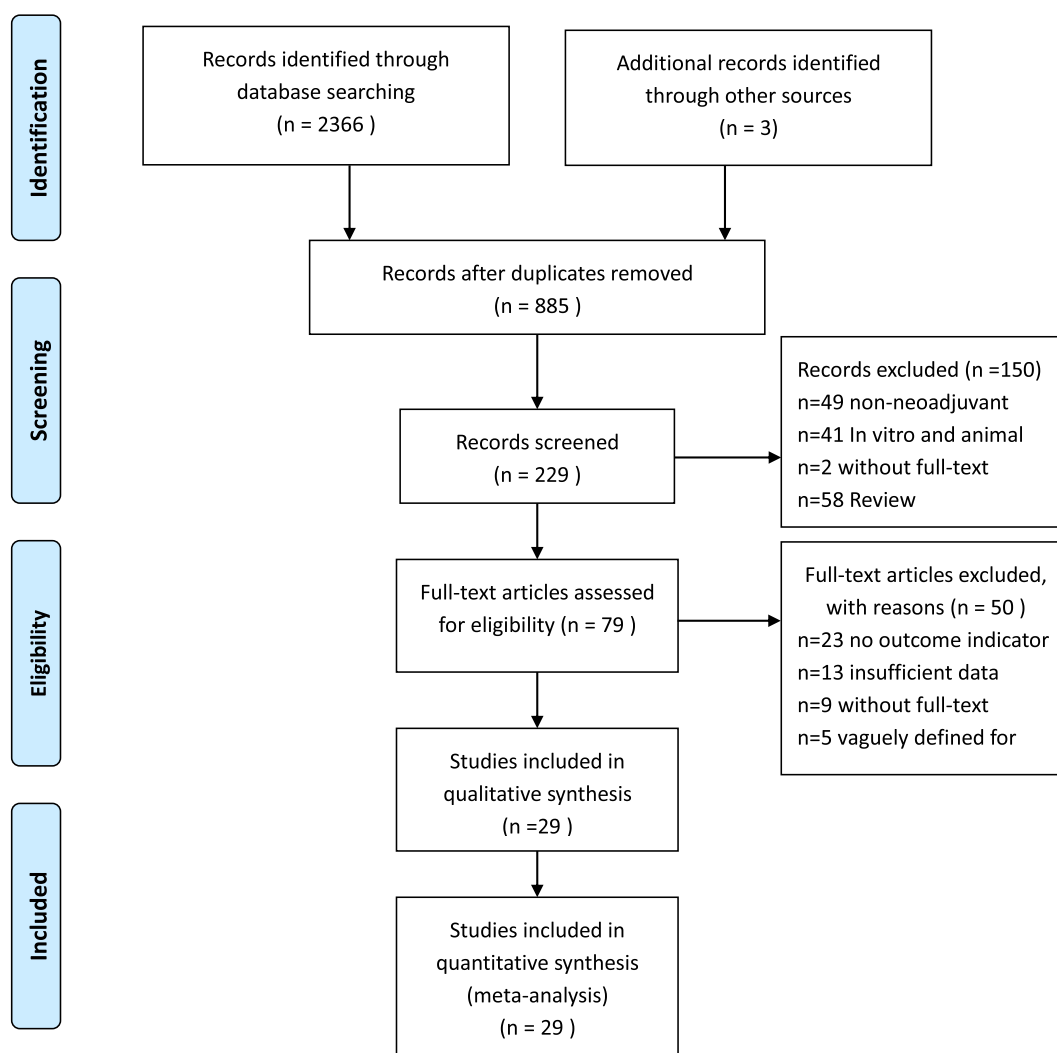 Identification
Records identified through
database searching
(n = 2366 )
Additional records identified
through other sources
(n = 3)
Records after duplicates removed
(n = 885 )
Screening
Records screened
(n = 229 )
Records excluded (n =150)
n=49 non-neoadjuvant
n=41 In vitro and animal
n=2 without full-text
n=58 Review
Eligibility
Full-text articles assessed
for eligibility (n = 79 )
Full-text articles excluded,
with reasons (n = 50 )
n=23 no outcome indicator
n=13 insufficient data
n=9 without full-text
n=5 vaguely defined for
Studies included in
qualitative synthesis
(n =29 )
Included
Studies included in
quantitative synthesis
(meta-analysis)
(n = 29 )